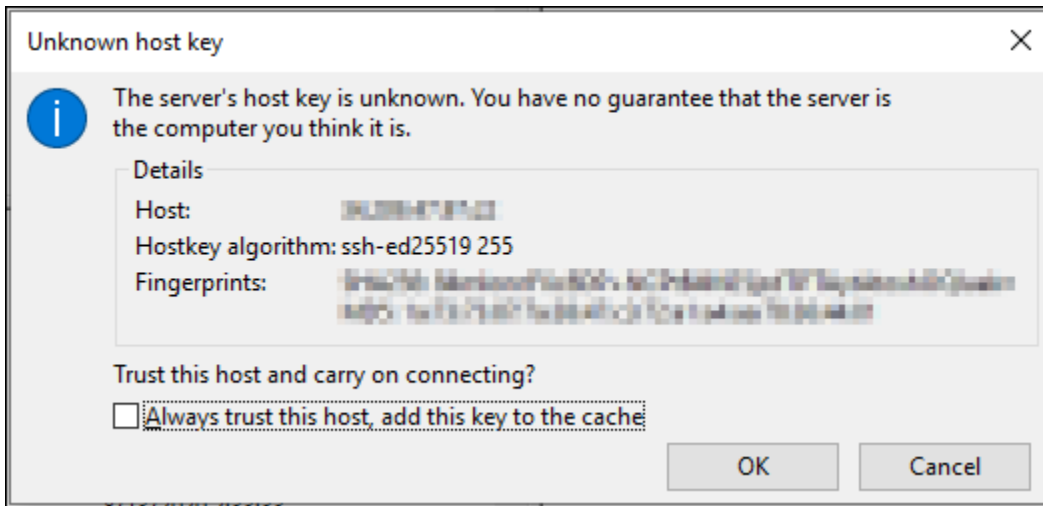 Unknown host key
The server's host key is unknown. You have no guarantee that the server is
the computer you think it is.
Details
Host:
Hostkey algorithm: ssh-ed25519 255
Fingerprints:
Trust this host and carry on connecting?
Always trust this host, add this key to the cache
OK Cancel